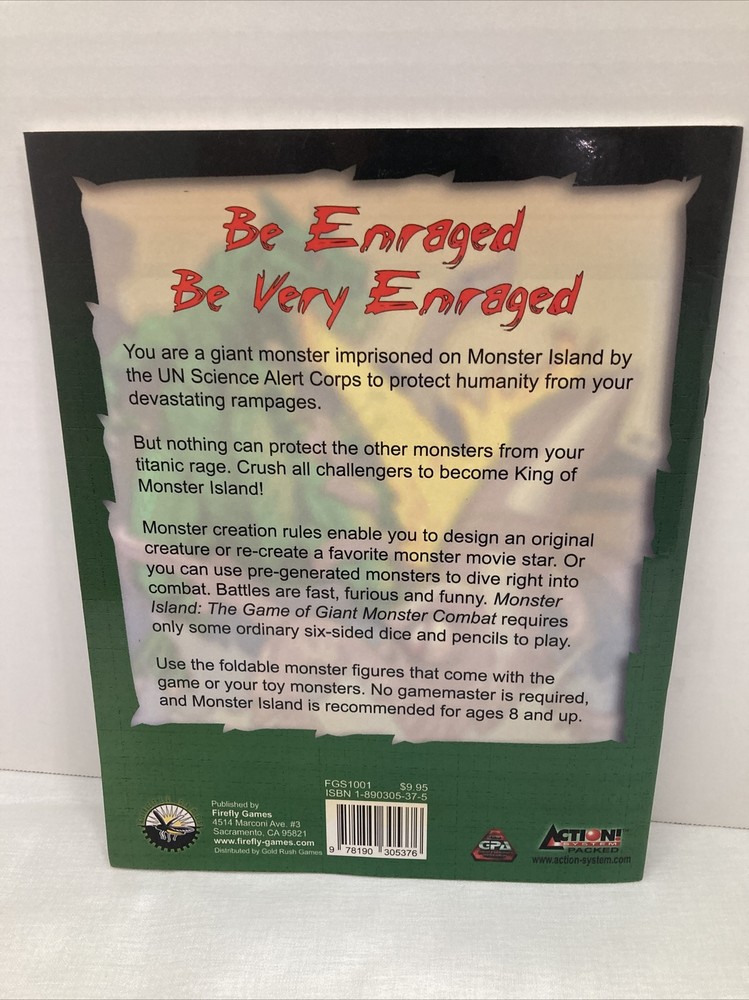 Be Enraged
Be Very Enraged
You are a giant monster imprisoned on Monster Island by
the UN Science Alert Corps to protect humanity from your
devastating rampages.
But nothing can protect the other monsters from your
titanic rage. Crush all challengers to become King of
Monster Island!
Monster creation rules enable you to design an original
creature or re-create a favorite monster movie star. Or
you can use pre-generated monsters to dive right into
combat. Battles are fast, furious and funny. Monster
Island: The Game of Giant Monster Combat requires
only some ordinary six-sided dice and pencils to play.
Use the foldable monster figures that come with the
game or your toy monsters. No gamemaster is required,
and Monster Island is recommended for ages 8 and up.
Published by
Firefly Games
4514 Marconi Ave. #3
Sacramento, CA 95821
www.firefly-games.com
Distributed by Gold Rush Games
FGS1001 $9.95
ISBN 1-890305-37-5
9 78190 305376
GPA
ACTION!
SYSTEM
PACKED
www.action-system.com